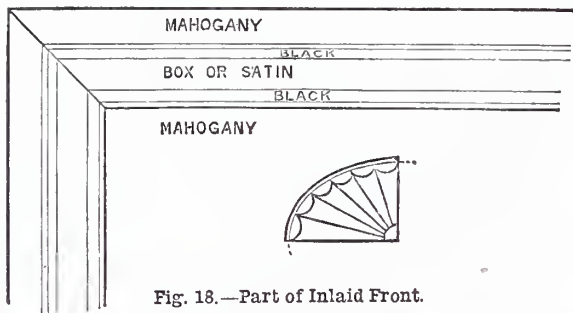 MAHOGANY
BLACK
BOX OR SATIN
BLACK
MAHOGANY
Fig. 18.—Part of Inlaid Front.